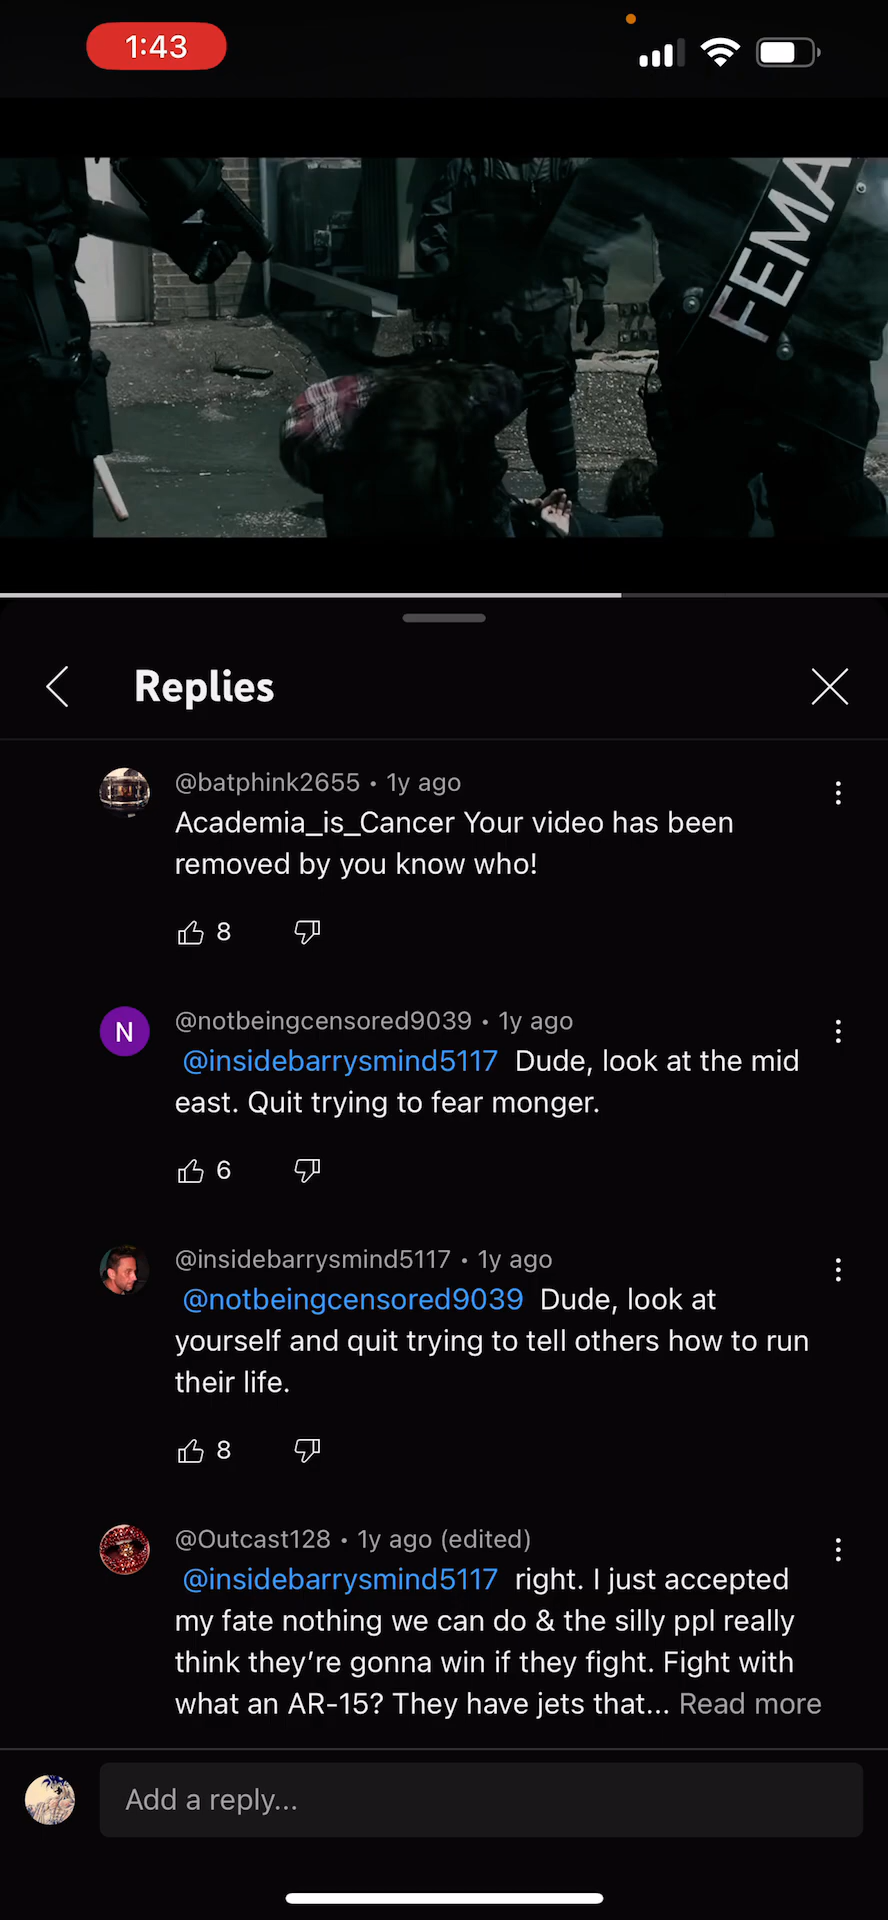 1:43
FEMA
Replies
@batphink2655 • 1y ago
Academia_is_Cancer Your video has been
removed by you know who!
8
N
@notbeingcensored9039 • 1y ago
@insidebarrysmind5117 Dude, look at the mid
east. Quit trying to fear monger.
6
@insidebarrysmind5117 • 1y ago
@notbeingcensored9039 Dude, look at
yourself and quit trying to tell others how to run
their life.
8
@Outcast128 • 1y ago (edited)
@insidebarrysmind5117 right. I just accepted
my fate nothing we can do & the silly ppl really
think they’re gonna win if they fight. Fight with
what an AR-15? They have jets that... Read more
Add a reply...